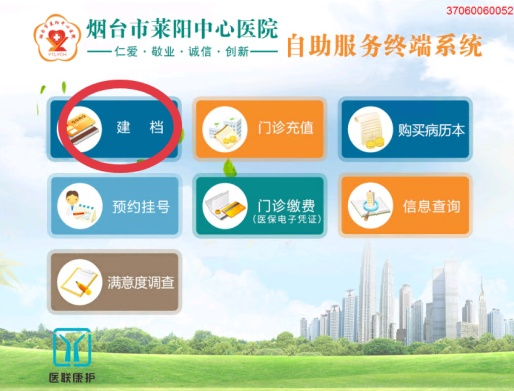 37060060052
烟台市莱阳中心医院
仁爱·敬业·诚信·创新
自助服务终端系统
建 档
门诊充值
购买病历本
预约挂号
门诊缴费
(医保电子凭证)
信息查询
满意度调查
医联康护